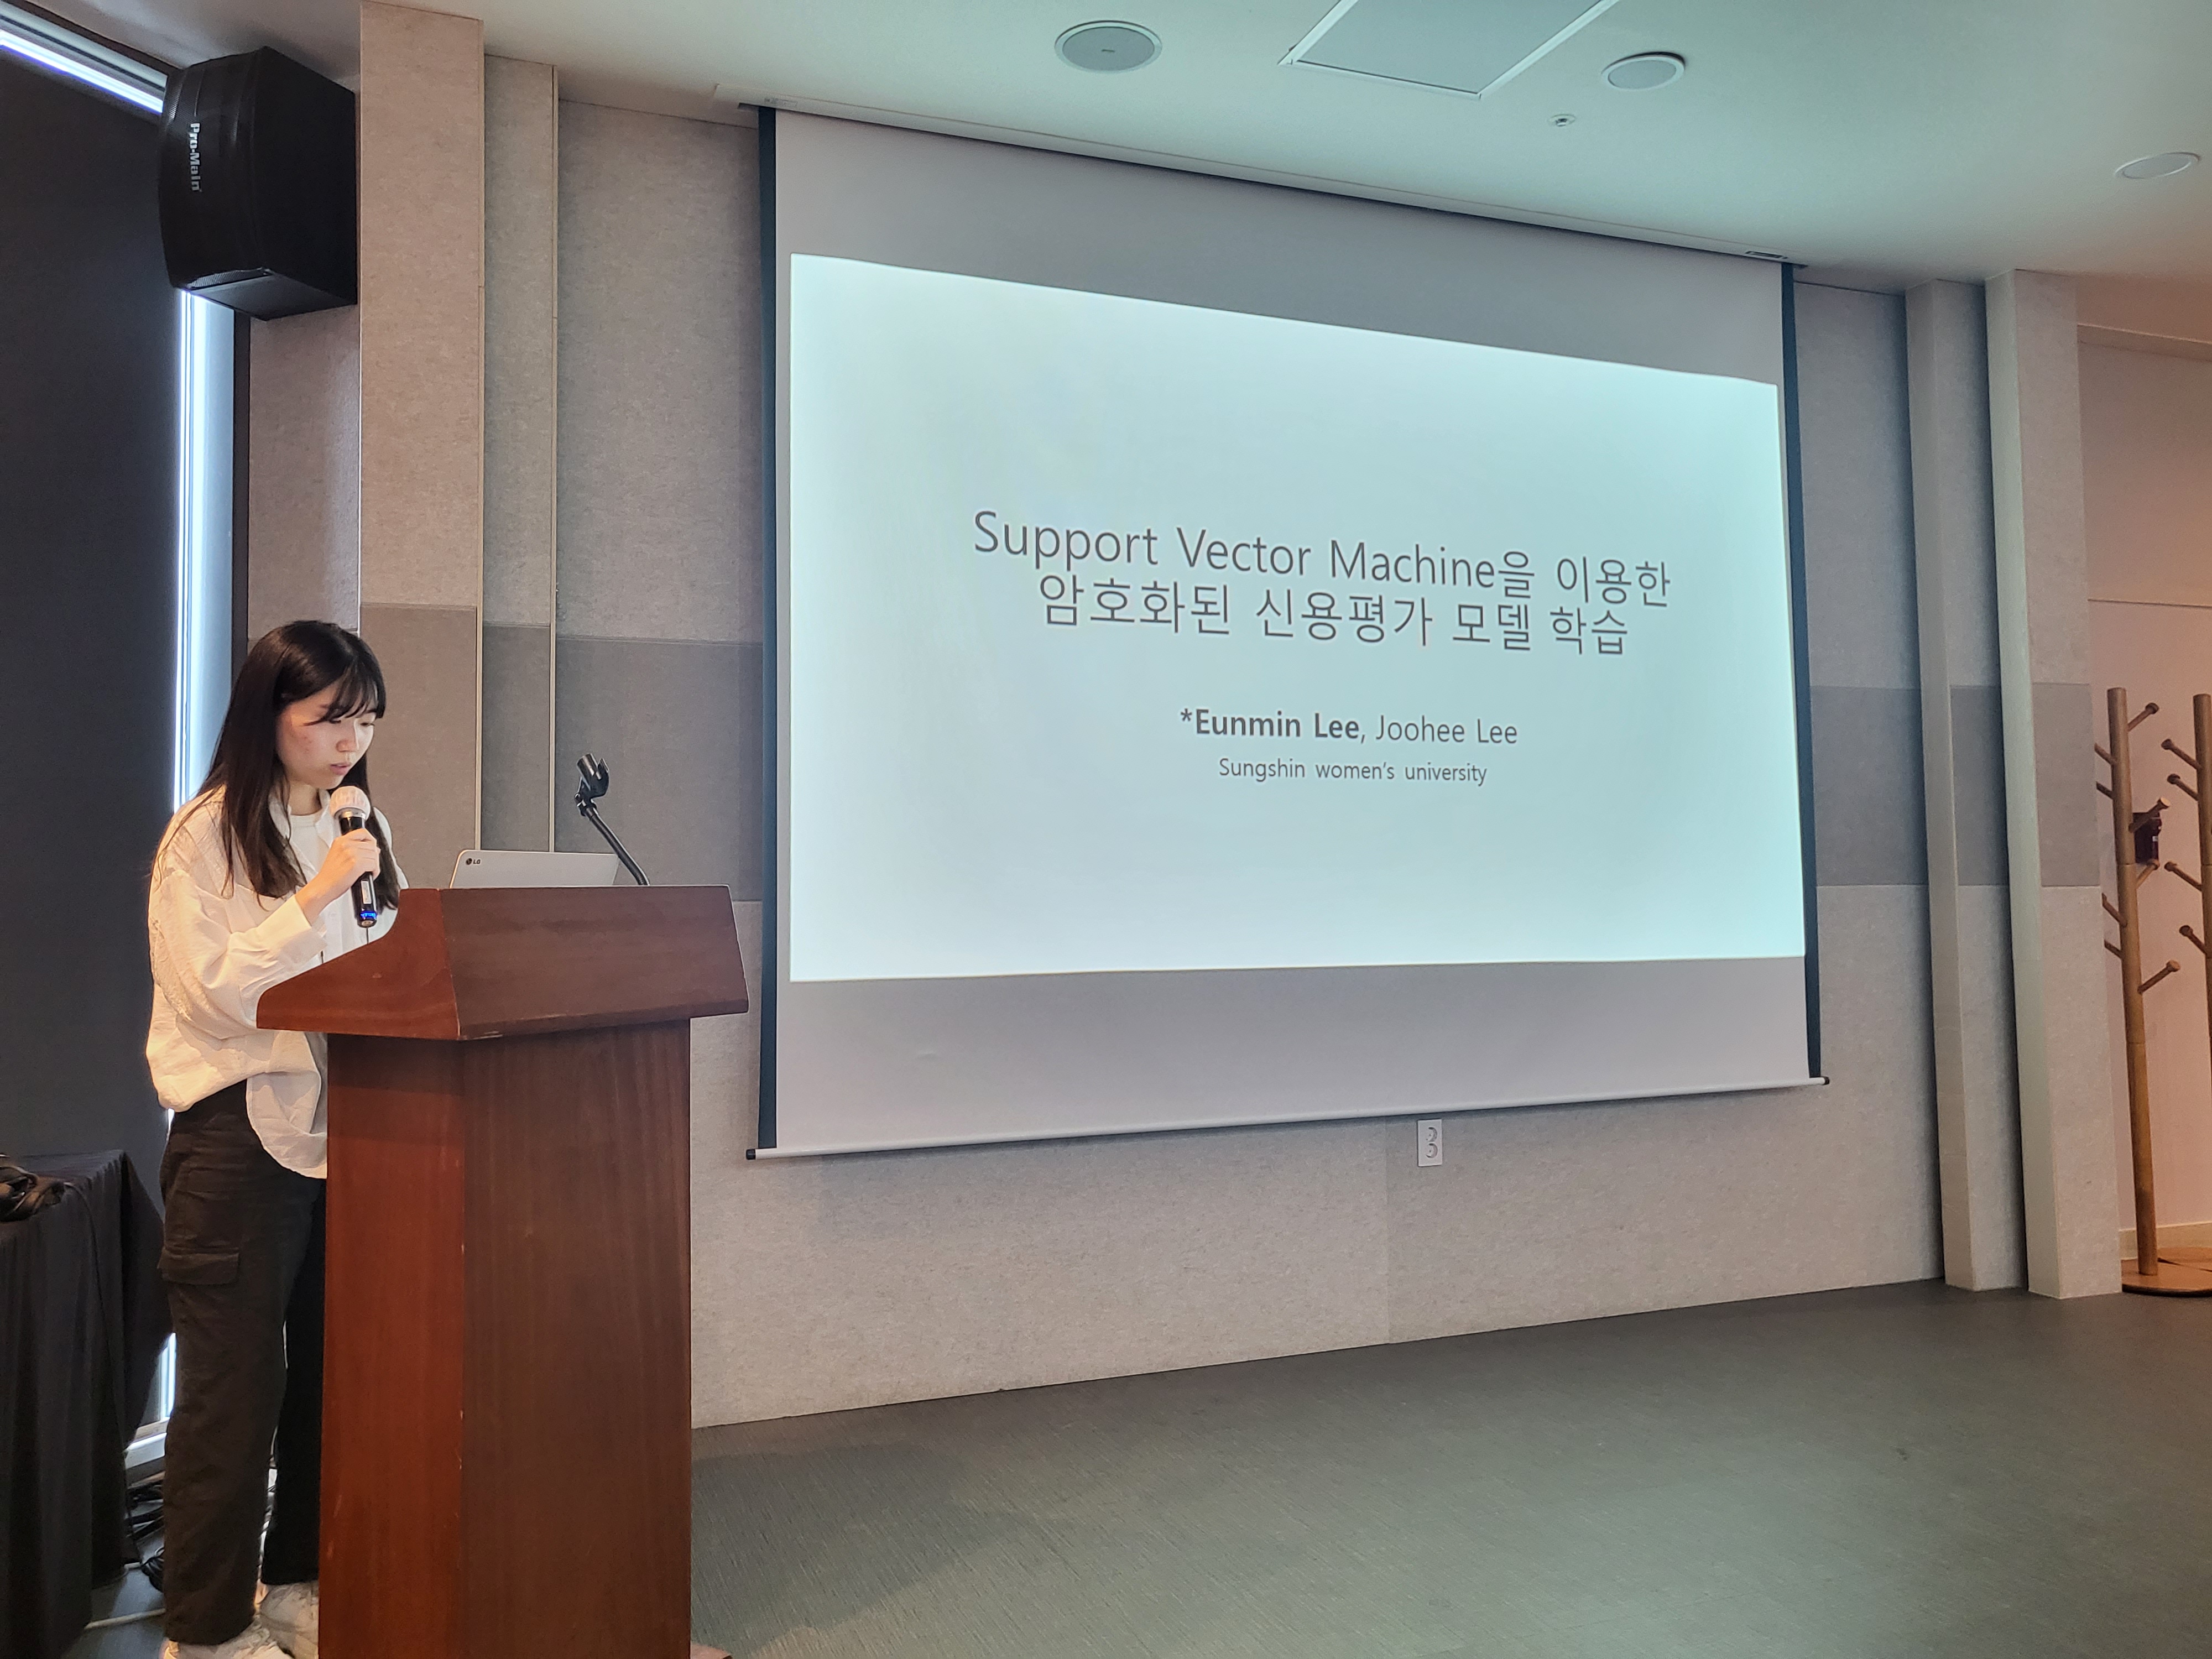 Pro-Main
Support Vector Machine을 이용한
암호화된 신용평가 모델 학습
*Eunmin Lee, Joohee Lee
Sungshin women's university
LG